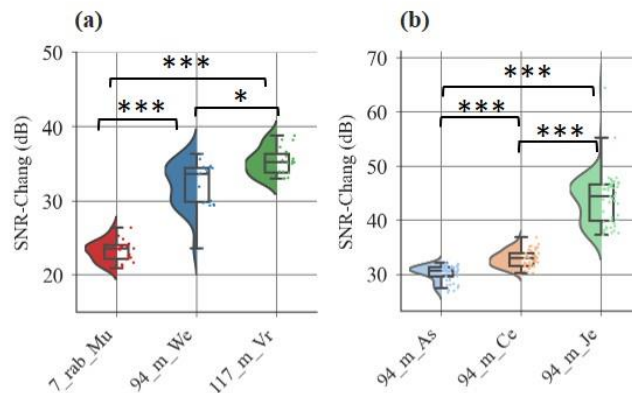 (a)
50
40
30
20
SNR-Chang (dB)
***
***
*
7_rab_Mu
94_m_We
117_m_Vr
(b)
70
60
50
40
30
SNR-Chang (dB)
***
***
***
94_m_As
94_m_Ce
94_m_Je